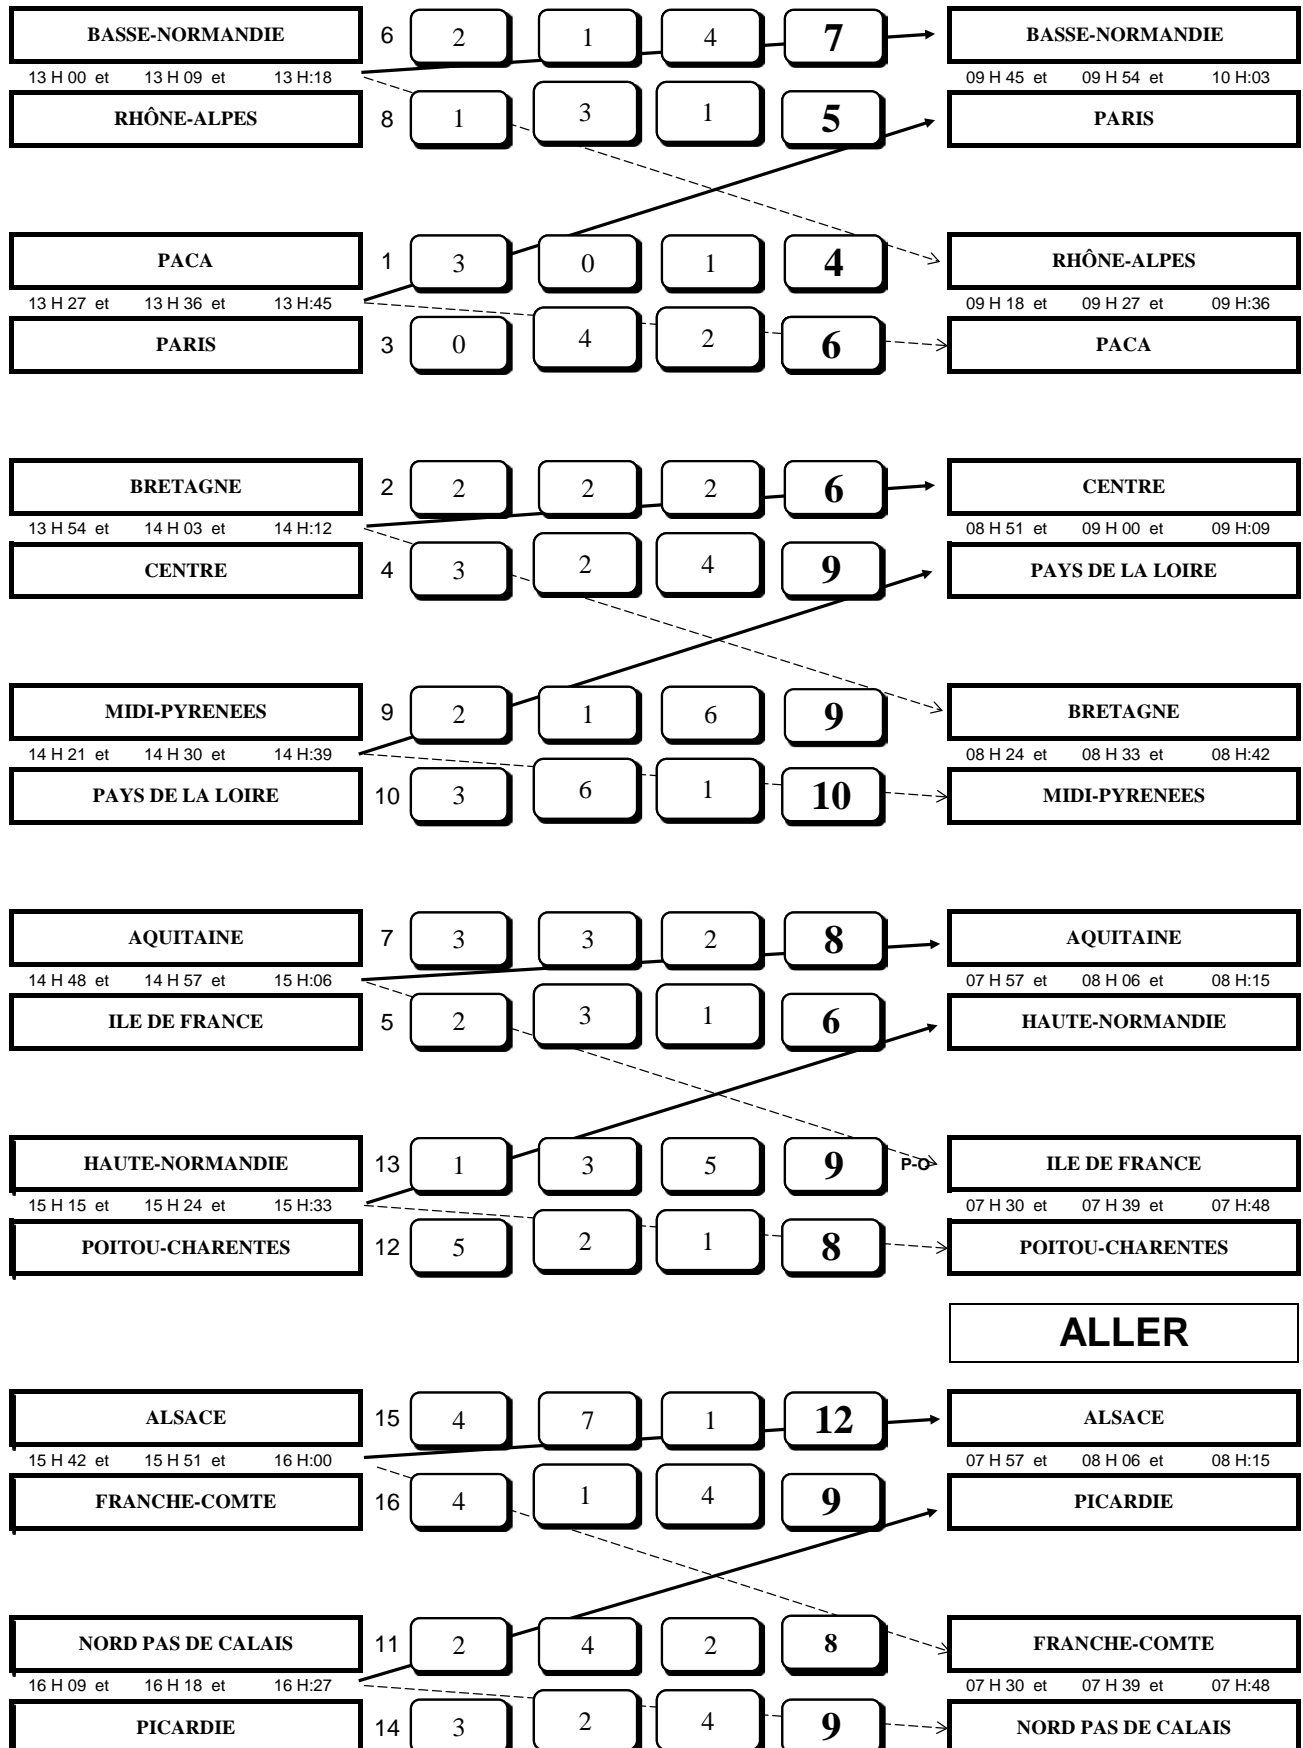 BASSE-NORMANDIE 6 2 1 4 7 BASSE-NORMANDIE
13 H 00 et 13 H 09 et 13 H:18 09 H 45 et 09 H 54 et 10 H:03
RHÔNE-ALPES 8 1 3 1 5 PARIS
PACA 1 3 0 1 4 RHÔNE-ALPES
13 H 27 et 13 H 36 et 13 H:45 09 H 18 et 09 H 27 et 09 H:36
PARIS 3 0 4 2 6 PACA
BRETAGNE 2 2 2 2 6 CENTRE
13 H 54 et 14 H 03 et 14 H:12 08 H 51 et 09 H 00 et 09 H:09
CENTRE 4 3 2 4 9 PAYS DE LA LOIRE
MIDI-PYRENEES 9 2 1 6 9 BRETAGNE
14 H 21 et 14 H 30 et 14 H:39 08 H 24 et 08 H 33 et 08 H:42
PAYS DE LA LOIRE 10 3 6 1 10 MIDI-PYRENEES
AQUITAINE 7 3 3 2 8 AQUITAINE
14 H 48 et 14 H 57 et 15 H:06 07 H 57 et 08 H 06 et 08 H:15
ILE DE FRANCE 5 2 3 1 6 HAUTE-NORMANDIE
HAUTE-NORMANDIE 13 1 3 5 9 P-O ILE DE FRANCE
15 H 15 et 15 H 24 et 15 H:33 07 H 30 et 07 H 39 et 07 H:48
POITOU-CHARENTES 12 5 2 1 8 POITOU-CHARENTES
ALLER
ALSACE 15 4 7 1 12 ALSACE
15 H 42 et 15 H 51 et 16 H:00 07 H 57 et 08 H 06 et 08 H:15
FRANCHE-COMTE 16 4 1 4 9 PICARDIE
NORD PAS DE CALAIS 11 2 4 2 8 FRANCHE-COMTE
16 H 09 et 16 H 18 et 16 H:27 07 H 30 et 07 H 39 et 07 H:48
PICARDIE 14 3 2 4 9 NORD PAS DE CALAIS